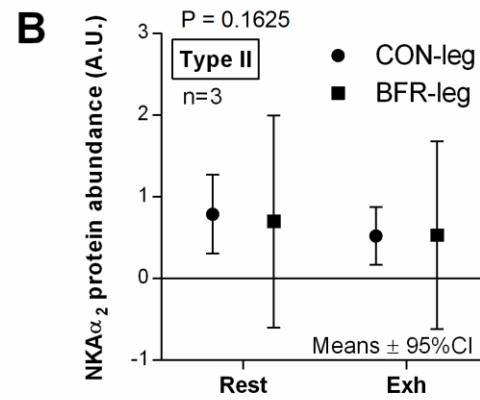 B
P = 0.1625
Type II
n=3
CON-leg
BFR-leg
NKAα2 protein abundance (A.U.)
3
2
1
0
-1
Means ± 95%CI
Rest
Exh